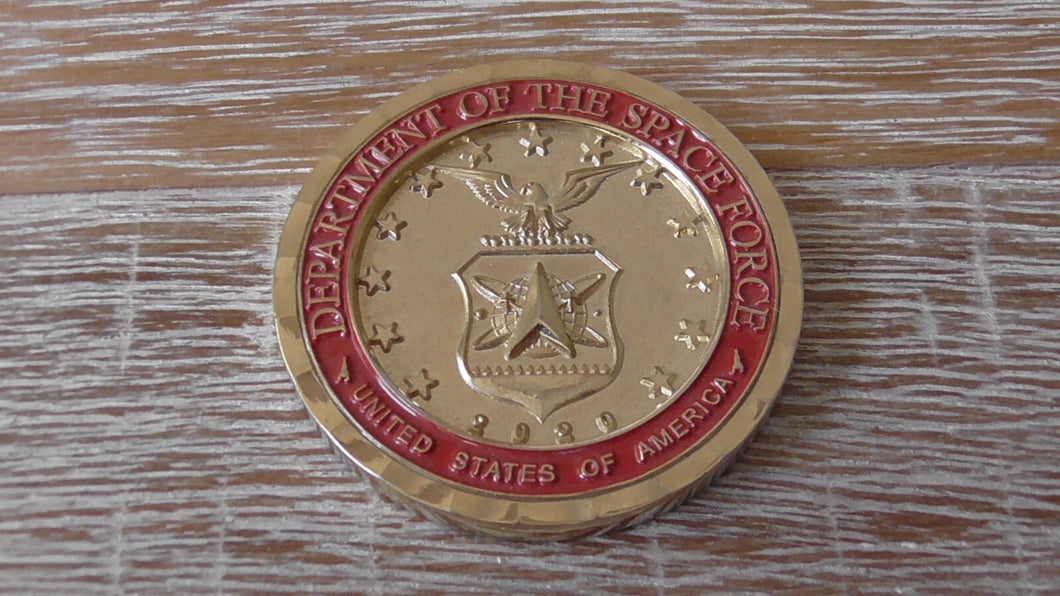 DEPARTMENT OF THE SPACE FORCE
2020
UNITED STATES OF AMERICA